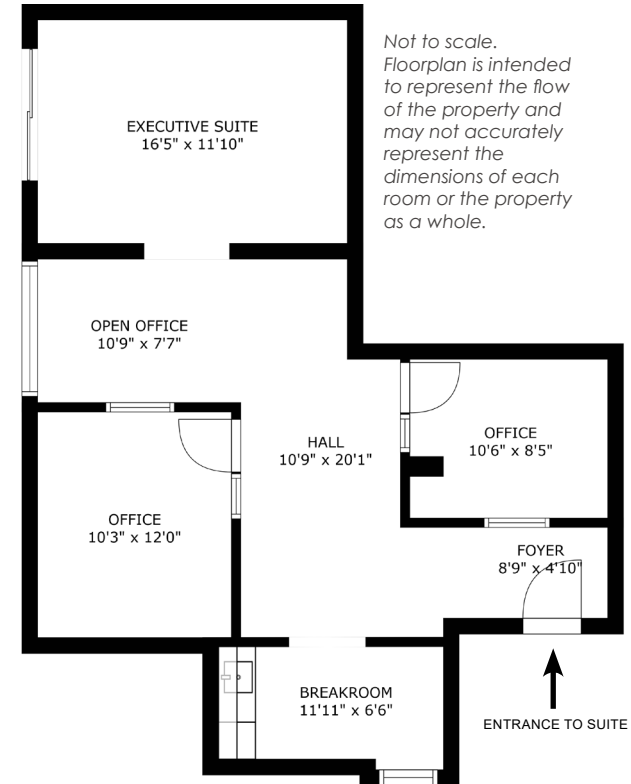 Not to scale.
Floorplan is intended
to represent the flow
of the property and
may not accurately
represent the
dimensions of each
room or the property
as a whole.
EXECUTIVE SUITE
16'5" x 11'10"
OPEN OFFICE
10'9" x 7'7"
HALL
10'9" x 20'1"
OFFICE
10'6" x 8'5"
OFFICE
10'3" x 12'0"
FOYER
8'9" x 4'10"
BREAKROOM
11'11" x 6'6"
ENTRANCE TO SUITE